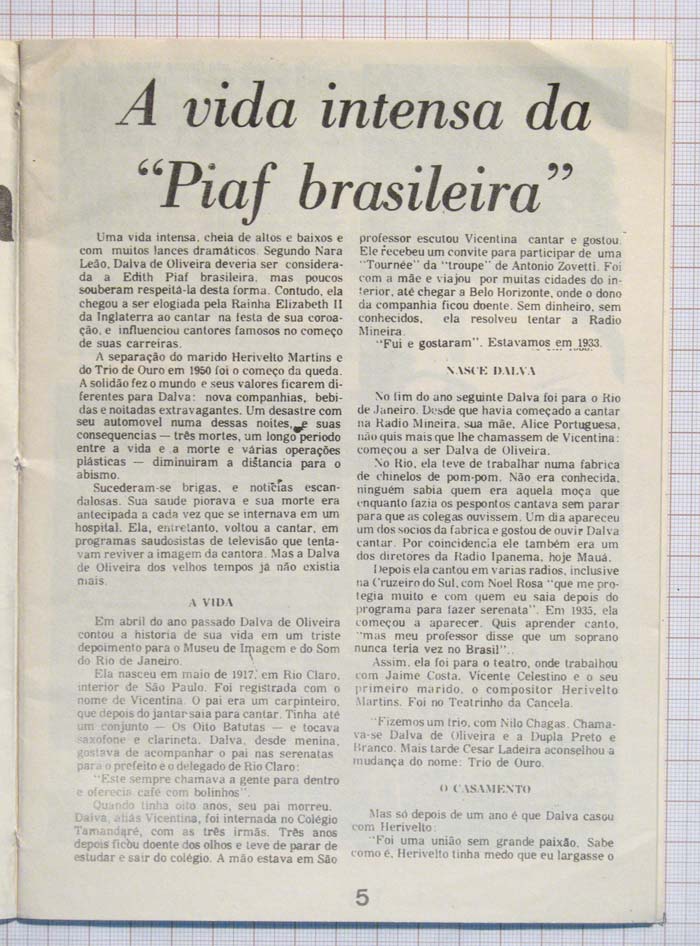 A vida intensa da
“Piaf brasileira”
Uma vida intensa, cheia de altos e baixos e
com muitos lances dramáticos. Segundo Nara
Leão, Dalva de Oliveira deveria ser considera-
da a Edith Piaf brasileira, mas poucos
souberam respeitá-la desta forma. Contudo, ela
chegou a ser elogiada pela Rainha Elizabeth II
da Inglaterra ao cantar na festa de sua coroa-
ção, e influenciou cantores famosos no começo
de suas carreiras.
A separação do marido Herivelto Martins e
do Trio de Ouro em 1950 foi o começo da queda.
A solidão fez o mundo e seus valores ficarem di-
ferentes para Dalva: nova companhias, bebi-
das e noitadas extravagantes. Um desastre com
seu automovel numa dessas noites, e suas
consequencias — três mortes, um longo periodo
entre a vida e a morte e várias operações
plásticas — diminuiram a distancia para o
abismo.
Sucederam-se brigas, e noticias escan-
dalosas. Sua saude piorava e sua morte era
antecipada a cada vez que se internava em um
hospital. Ela, entretanto, voltou a cantar, em
programas saudosistas de televisão que tenta-
vam reviver a imagem da cantora. Mas a Dalva
de Oliveira dos velhos tempos já não existia
mais.
A VIDA
Em abril do ano passado Dalva de Oliveira
contou a historia de sua vida em um triste
depoimento para o Museu de Imagem e do Som
do Rio de Janeiro.
Ela nasceu em maio de 1917, em Rio Claro,
interior de São Paulo. Foi registrada com o
nome de Vicentina. O pai era um carpinteiro,
que depois do jantar saia para cantar. Tinha até
um conjunto — Os Oito Batutas — e tocava
saxofone e clarineta. Dalva, desde menina,
gostava de acompanhar o pai nas serenatas
para o prefeito e o delegado de Rio Claro:
“Este sempre chamava a gente para dentro
e oferecia café com bolinhos”.
Quando tinha oito anos, seu pai morreu.
Dalva, aliás Vicentina, foi internada no Colégio
Tamandaré, com as três irmãs. Três anos
depois ficou doente dos olhos e teve de parar de
estudar e sair do colégio. A mão estava em São
professor escutou Vicentina cantar e gostou.
Ele recebeu um convite para participar de uma
“Tournée” da “troupe” de Antonio Zovetti. Foi
com a mãe e viajou por muitas cidades do in-
terior, até chegar a Belo Horizonte, onde o dono
da companhia ficou doente. Sem dinheiro, sem
conhecidos, ela resolveu tentar a Radio
Mineira.
“Fui e gostaram”. Estavamos em 1933.
NASCE DALVA
No fim do ano seguinte Dalva foi para o Rio
de Janeiro. Desde que havia começado a cantar
na Radio Mineira, sua mãe, Alice Portuguesa,
não quis mais que lhe chamassem de Vicentina:
começou a ser Dalva de Oliveira.
No Rio, ela teve de trabalhar numa fabrica
de chinelos de pom-pom. Não era conhecida,
ninguém sabia quem era aquela moça que
enquanto fazia os pespontos cantava sem parar
para que as colegas ouvissem. Um dia apareceu
um dos socios da fabrica e gostou de ouvir Dalva
cantar. Por coincidencia ele também era um
dos diretores da Radio Ipanema, hoje Mauá.
Depois ela cantou em varias radios, inclusive
na Cruzeiro do Sul, com Noel Rosa “que me pro-
tegia muito e com quem eu saia depois do
programa para fazer serenata”. Em 1935, ela
começou a aparecer. Quis aprender canto,
“mas meu professor disse que um soprano
nunca teria vez no Brasil”..
Assim, ela foi para o teatro, onde trabalhou
com Jaime Costa, Vicente Celestino e o seu
primeiro marido, o compositor Herivelto
Martins. Foi no Teatrinho da Cancela.
“Fizemos um trio, com Nilo Chagas. Chama-
va-se Dalva de Oliveira e a Dupla Preto e
Branco. Mais tarde Cesar Ladeira aconselhou a
mudança do nome: Trio de Ouro.
O CASAMENTO
Mas só depois de um ano é que Dalva casou
com Herivelto:
“Foi uma união sem grande paixão. Sabe
como é, Herivelto tinha medo que eu largasse o
5